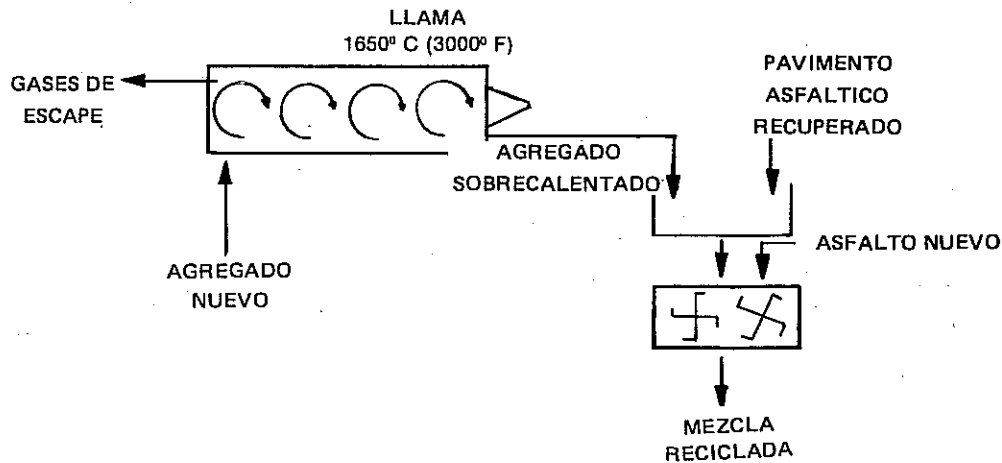 LLAMA
1650º C (3000º F)
GASES DE
ESCAPE
PAVIMENTO
ASFALTICO
RECUPERADO
AGREGADO
SOBRECALENTADO
ASFALTO NUEVO
AGREGADO
NUEVO
MEZCLA
RECICLADA